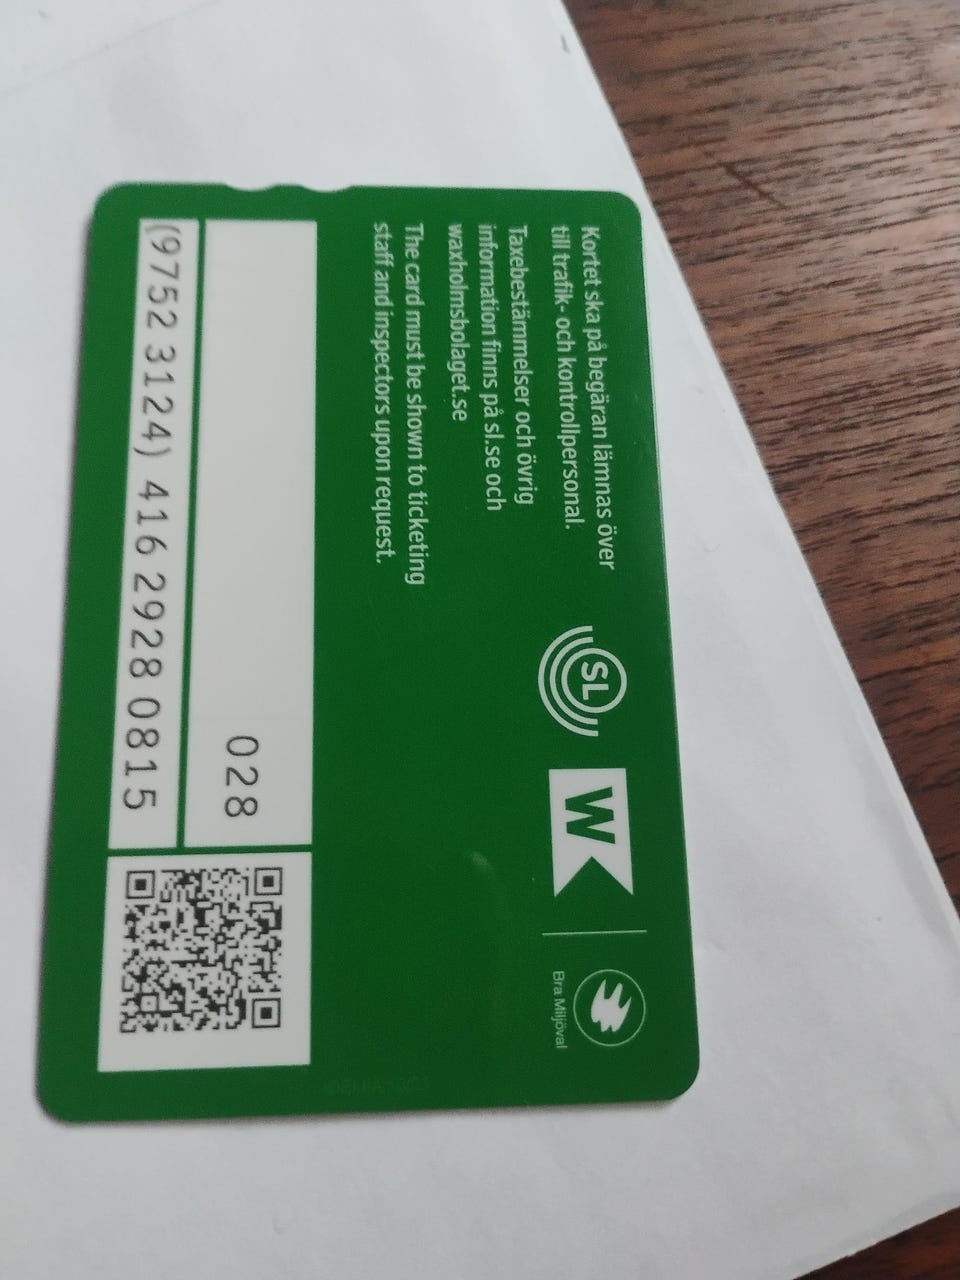 Kortet ska på begäran lämnas över
till trafik- och kontrollpersonal.
Taxebestämmelser och övrig
information finns på sl.se och
waxholmsbolaget.se
The card must be shown to ticketing
staff and inspectors upon request.
SL
W
Bra Miljöval
028
(9752 3124) 416 2928 0815